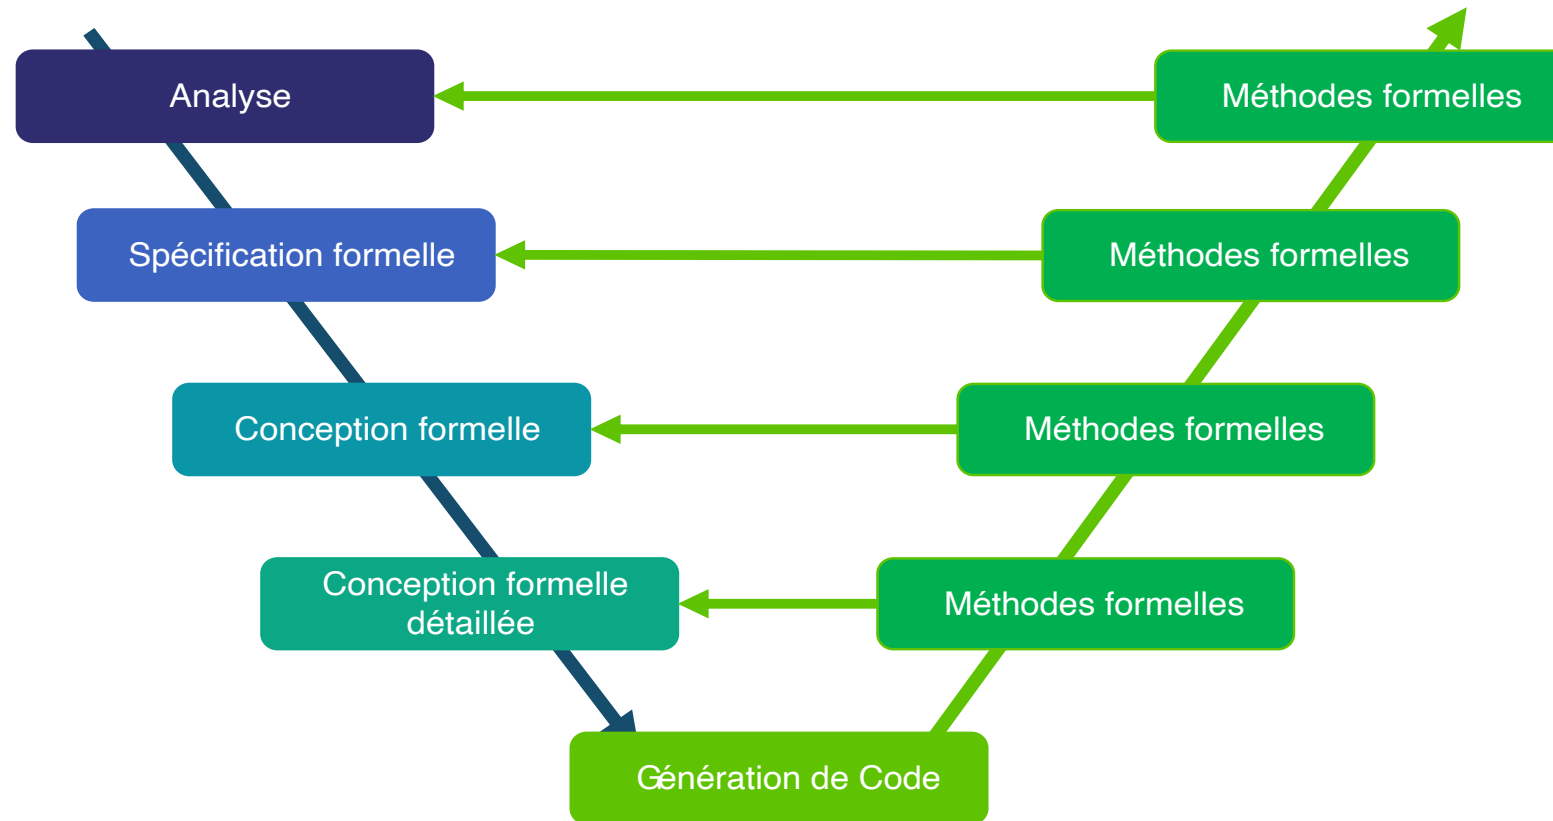 Analyse
Méthodes formelles
Spécification formelle
Méthodes formelles
Conception formelle
Méthodes formelles
Conception formelle
détaillée
Méthodes formelles
Génération de Code